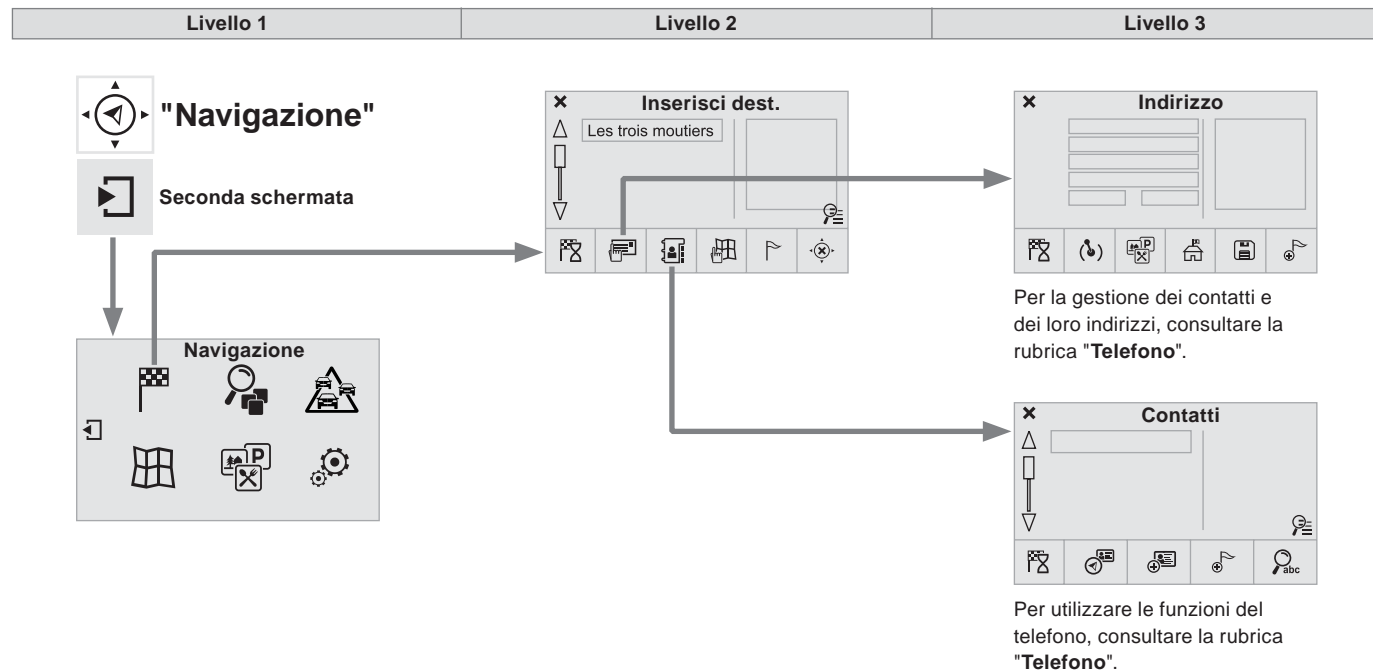 Livello 1
Livello 2
Livello 3
"Navigazione"
Seconda schermata
Navigazione
P
Inserisci dest.
Les trois moutiers
Indirizzo
P
Per la gestione dei contatti e
dei loro indirizzi, consultare la
rubrica "Telefono".
Contatti
abc
Per utilizzare le funzioni del
telefono, consultare la rubrica
"Telefono".